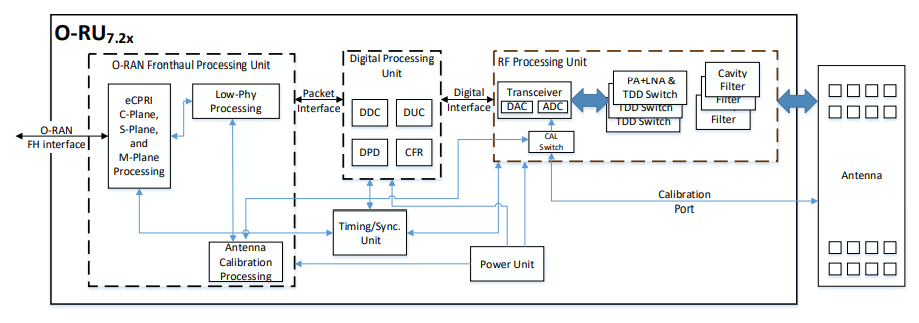 O-RU7.2x
O-RAN Fronthaul Processing Unit
eCPRI
C-Plane,
S-Plane,
and
M-Plane
Processing
Low-Phy
Processing
Antenna
Calibration
Processing
O-RAN
FH interface
Packet
Interface
Digital Processing
Unit
DDC
DUC
DPD
CFR
Timing/Sync.
Unit
Digital
Interface
RF Processing Unit
Transceiver
DAC
ADC
CAL
Switch
PA+LNA &
TDD Switch
TDD Switch
TDD Switch
Cavity
Filter
Filter
Filter
Power Unit
Calibration
Port
Antenna